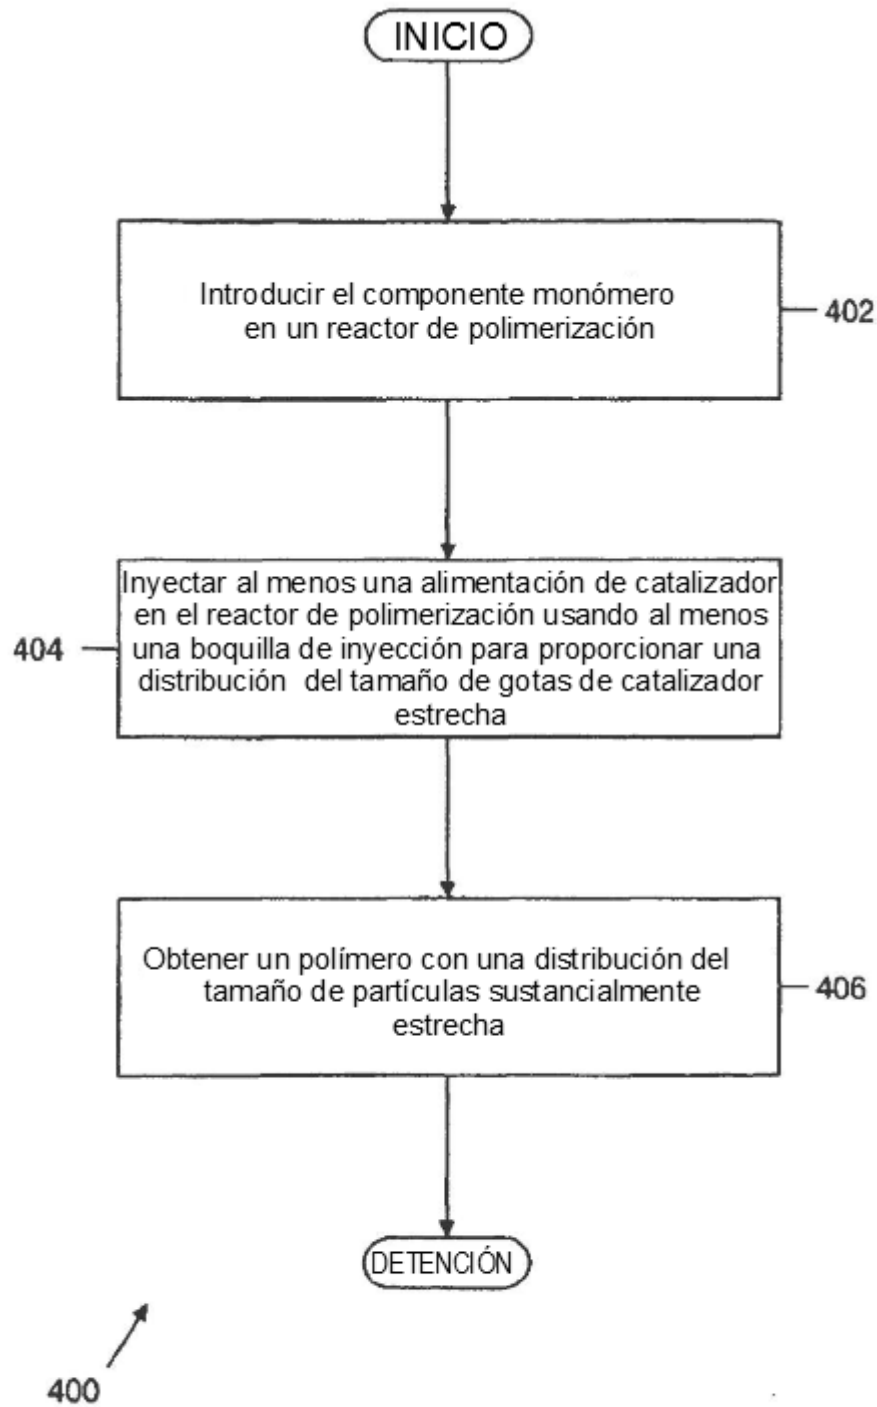 INICIO
Introducir el componente monómero
en un reactor de polimerización
402
Inyectar al menos una alimentación de catalizador
en el reactor de polimerización usando al menos
una boquilla de inyección para proporcionar una
distribución del tamaño de gotas de catalizador
estrecha
404
Obtener un polímero con una distribución del
tamaño de partículas sustancialmente
estrecha
406
DETENCIÓN
400